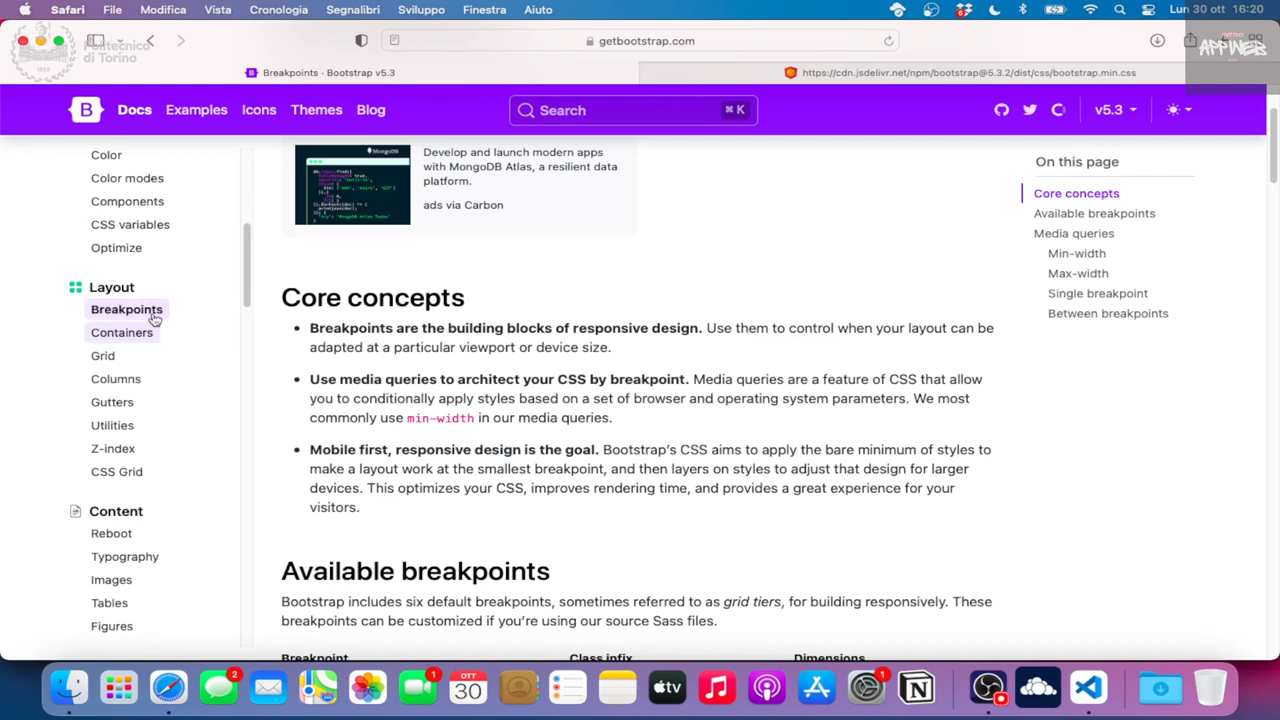 Safari File Modifica Vista Cronologia Segnalibri Sviluppo Finestra Aiuto Lun 30 ott 16:20
Politecnico
di Torino
getbootstrap.com
INTRO
APPWEB
Breakpoints · Bootstrap v5.3
https://cdn.jsdelivr.net/npm/bootstrap@5.3.2/dist/css/bootstrap.min.css
B Docs Examples Icons Themes Blog Search ⌘ K v5.3
Color
Color modes
Components
CSS variables
Optimize
Layout
Breakpoints
Containers
Grid
Columns
Gutters
Utilities
Z-index
CSS Grid
Content
Reboot
Typography
Images
Tables
Figures
MongoDB
Develop and launch modern apps
with MongoDB Atlas, a resilient data
platform.
ads via Carbon
Core concepts
• Breakpoints are the building blocks of responsive design. Use them to control when your layout can be
adapted at a particular viewport or device size.
• Use media queries to architect your CSS by breakpoint. Media queries are a feature of CSS that allow
you to conditionally apply styles based on a set of browser and operating system parameters. We most
commonly use min-width in our media queries.
• Mobile first, responsive design is the goal. Bootstrap's CSS aims to apply the bare minimum of styles to
make a layout work at the smallest breakpoint, and then layers on styles to adjust that design for larger
devices. This optimizes your CSS, improves rendering time, and provides a great experience for your
visitors.
Available breakpoints
Bootstrap includes six default breakpoints, sometimes referred to as grid tiers, for building responsively. These
breakpoints can be customized if you're using our source Sass files.
Breakpoint Class infix Dimensions
On this page
Core concepts
Available breakpoints
Media queries
Min-width
Max-width
Single breakpoint
Between breakpoints
2
1
OTT
30
tv
1